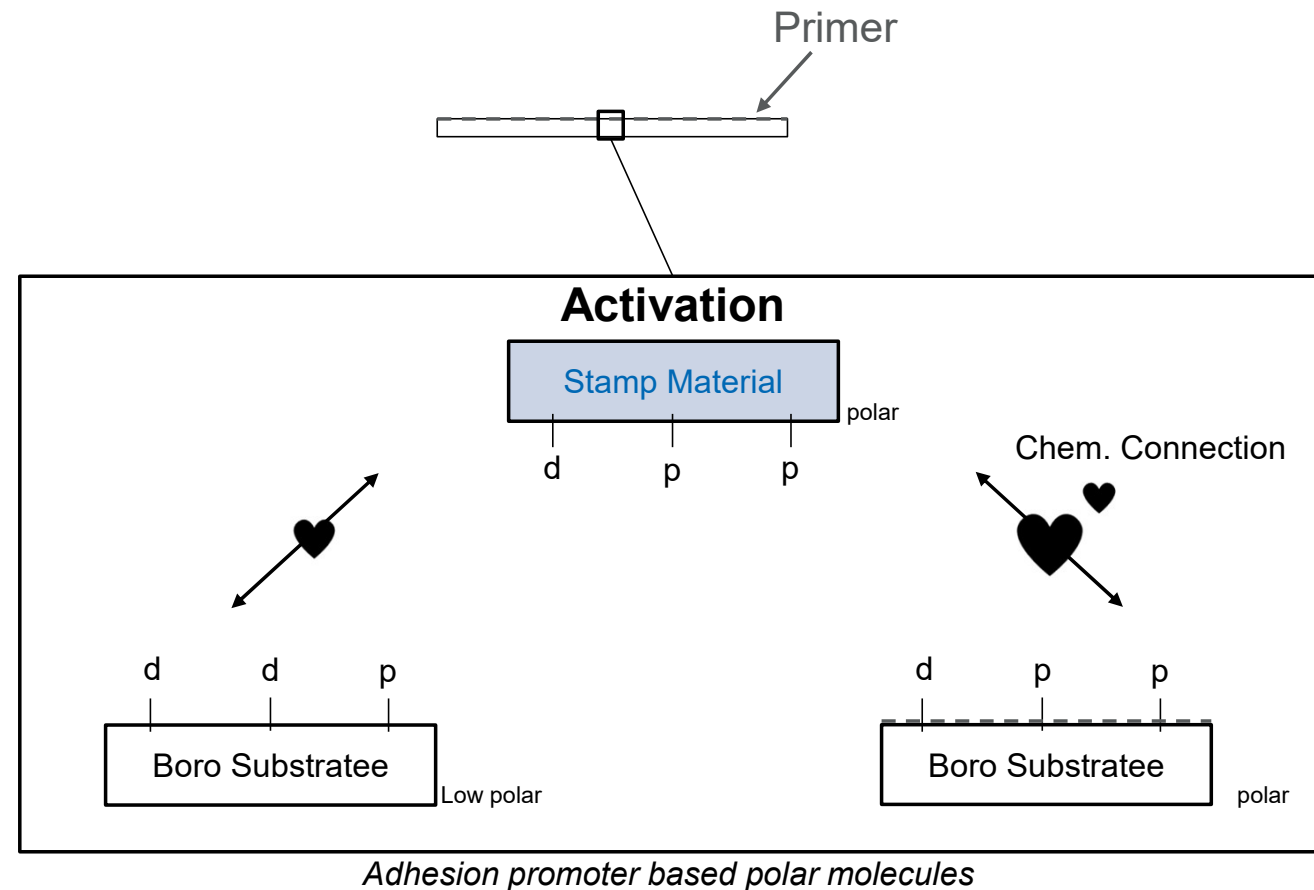 Primer
Activation
Stamp Material
polar
d p p
Chem. Connection
d d p
d p p
Boro Substratee
Low polar
Boro Substratee
polar
Adhesion promoter based polar molecules